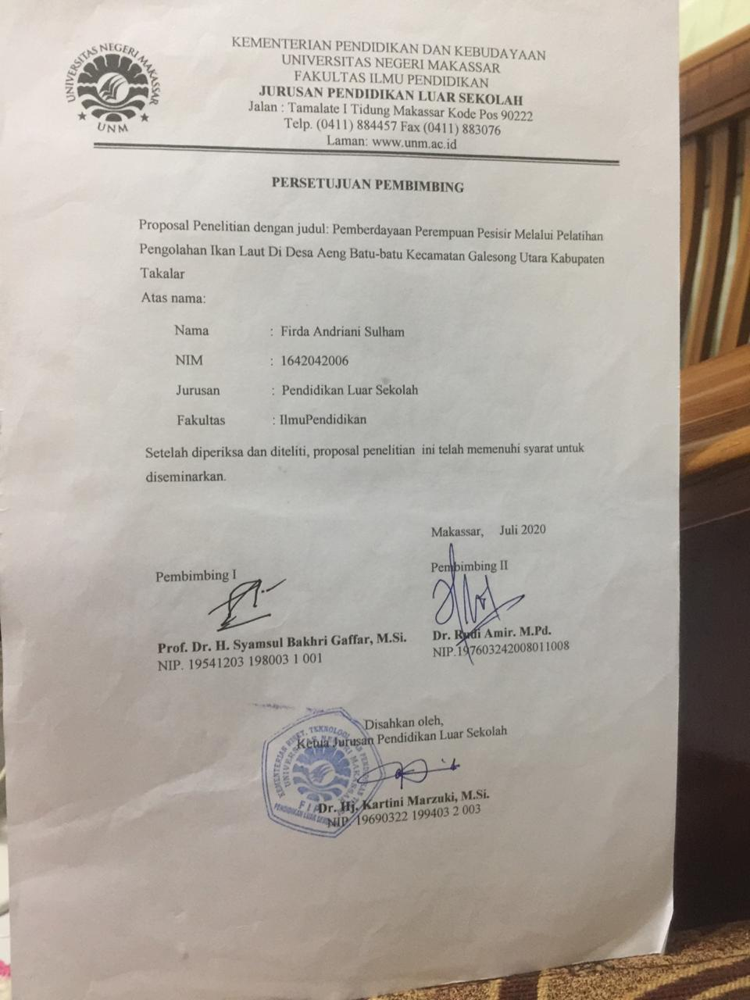 KEMENTERIAN PENDIDIKAN DAN KEBUDAYAAN
UNIVERSITAS NEGERI MAKASSAR
FAKULTAS ILMU PENDIDIKAN
JURUSAN PENDIDIKAN LUAR SEKOLAH
Jalan : Tamalate I Tidung Makassar Kode Pos 90222
Telp. (0411) 884457 Fax (0411) 883076
Laman: www.unm.ac.id
UNIVERSITAS NEGERI MAKASSAR
UNM
PERSETUJUAN PEMBIMBING
Proposal Penelitian dengan judul: Pemberdayaan Perempuan Pesisir Melalui Pelatihan
Pengolahan Ikan Laut Di Desa Aeng Batu-batu Kecamatan Galesong Utara Kabupaten
Takalar
Atas nama:
Nama : Firda Andriani Sulham
NIM : 1642042006
Jurusan : Pendidikan Luar Sekolah
Fakultas : IlmuPendidikan
Setelah diperiksa dan diteliti, proposal penelitian ini telah memenuhi syarat untuk
diseminarkan.
Makassar, Juli 2020
Pembimbing I
Pembimbing II
Prof. Dr. H. Syamsul Bakhri Gaffar, M.Si.
NIP. 19541203 198003 1 001
Dr. Rudi Amir. M.Pd.
NIP.197603242008011008
Disahkan oleh,
Ketua Jurusan Pendidikan Luar Sekolah
KEMENTERIAN RISET, TEKNOLOGI, DAN PENDIDIKAN
UNIVERSITAS NEGERI MAKASSAR
FIP
PENDIDIKAN LUAR
Dr. Hj. Kartini Marzuki, M.Si.
NIP. 19690322 199403 2 003